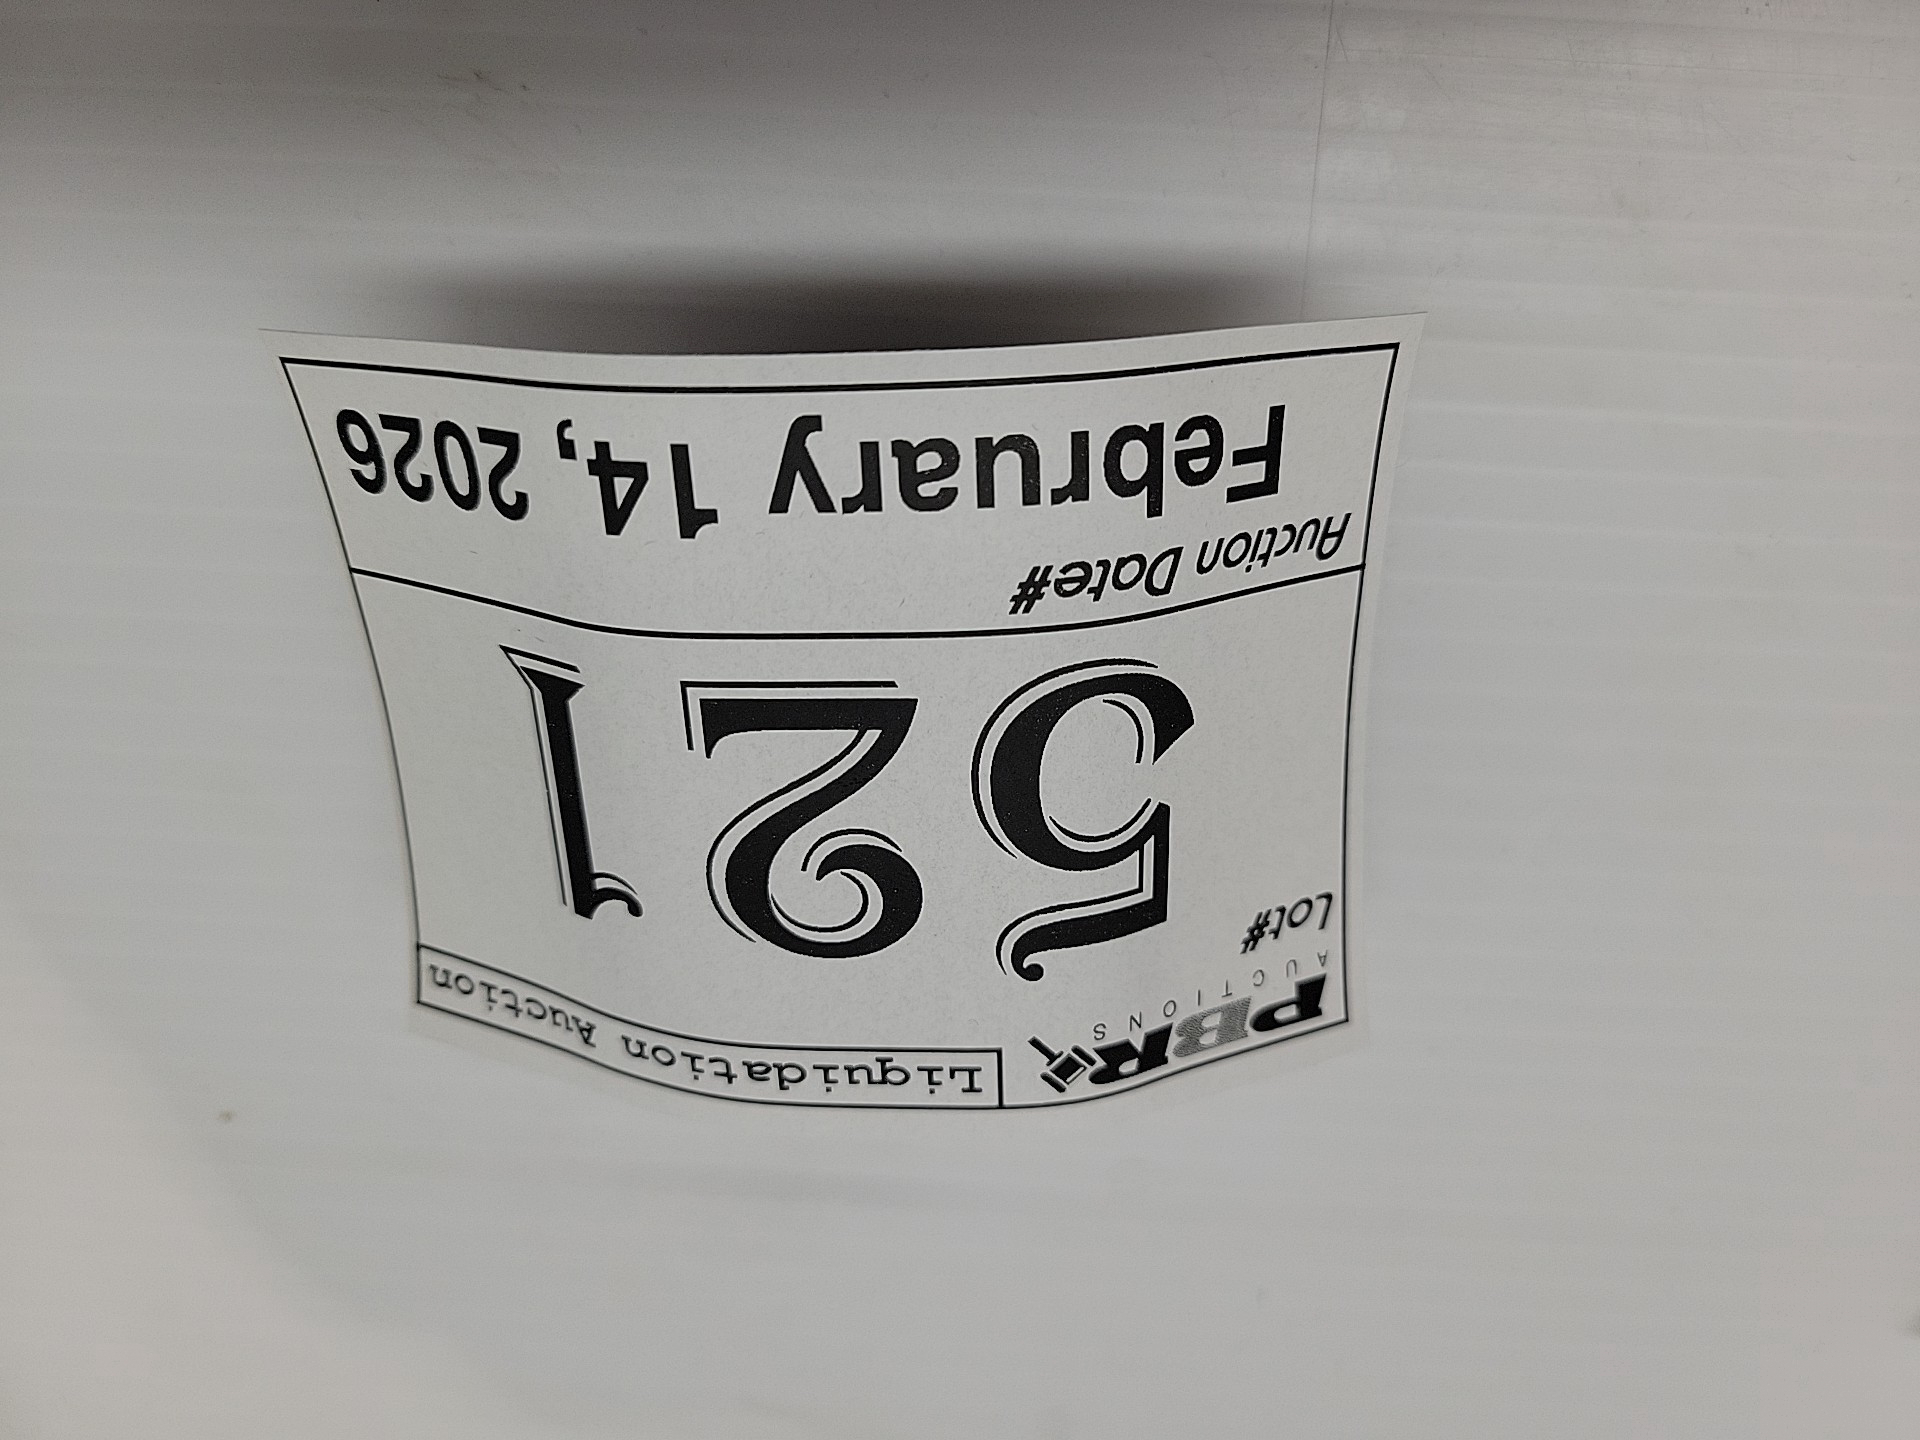 PBR Liquidation Auction
AUCTIONS
Lot#
521
Auction Date#
February 14, 2026